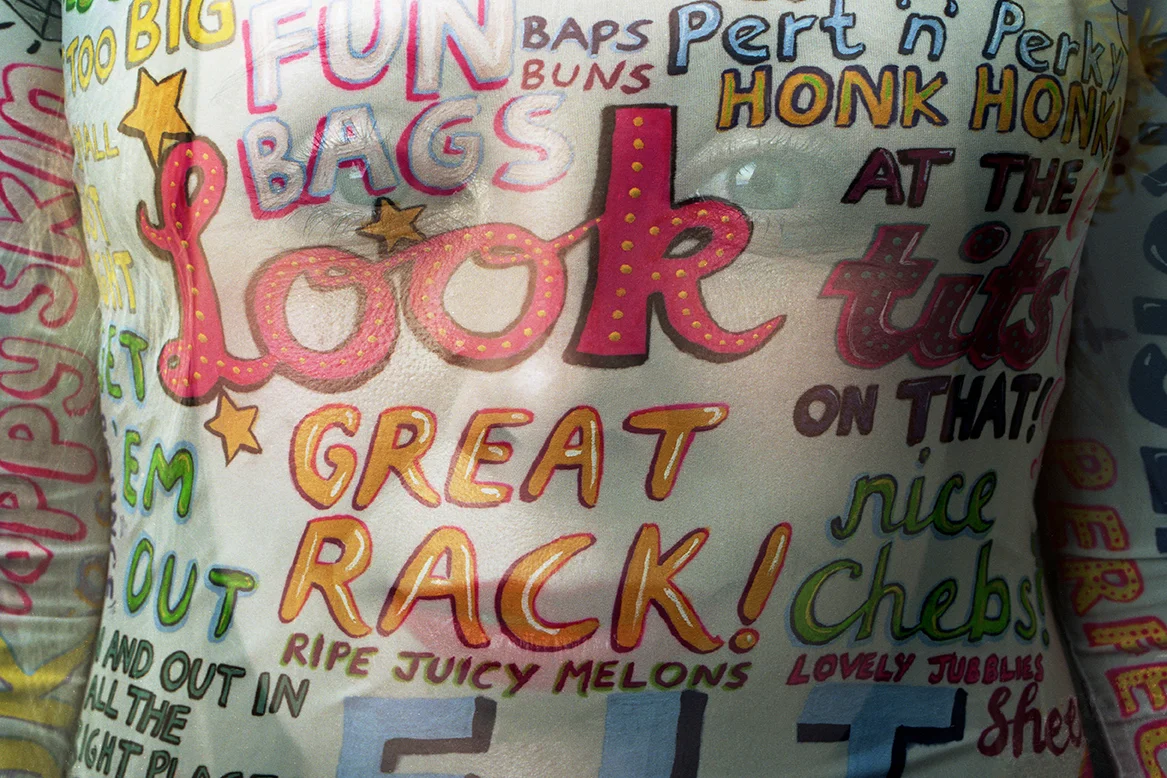 TOO BIG
FUN
BAGS
BAPS
BUNS
Pert 'n' Perky
HONK HONK!
Look
AT THE
tits
ON THAT!
GREAT
RACK!
nice
Chebs!
'EM
OUT
RIPE JUICY MELONS
LOVELY JUBBLIES
AND OUT IN
ALL THE
FIT